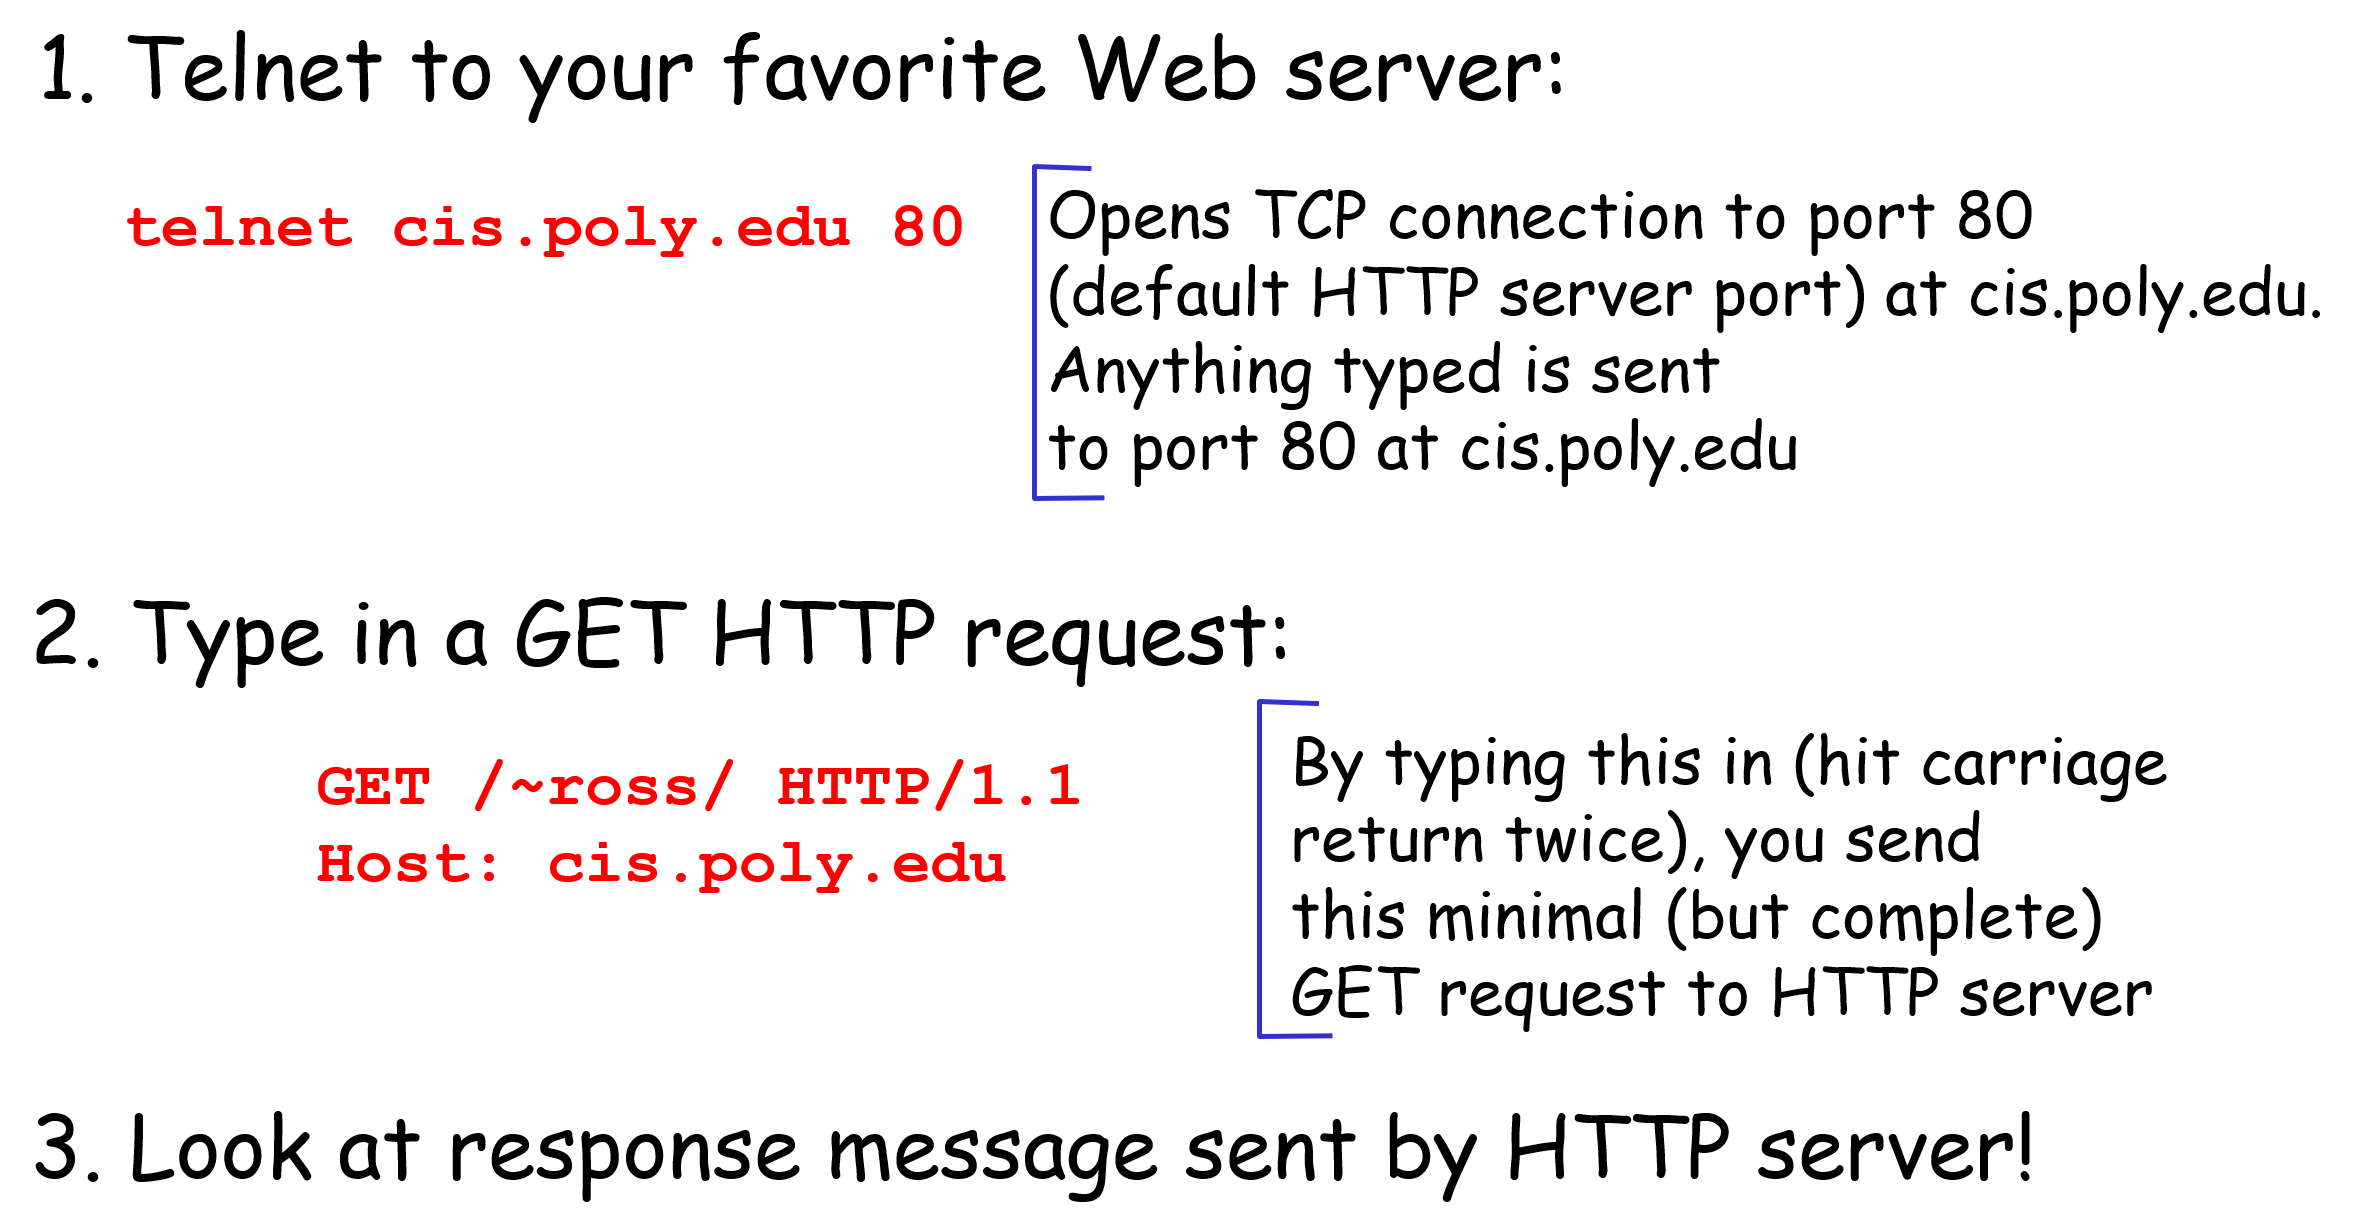 1. Telnet to your favorite Web server:
telnet cis.poly.edu 80
Opens TCP connection to port 80
(default HTTP server port) at cis.poly.edu.
Anything typed is sent
to port 80 at cis.poly.edu
2. Type in a GET HTTP request:
GET /~ross/ HTTP/1.1
Host: cis.poly.edu
By typing this in (hit carriage
return twice), you send
this minimal (but complete)
GET request to HTTP server
3. Look at response message sent by HTTP server!